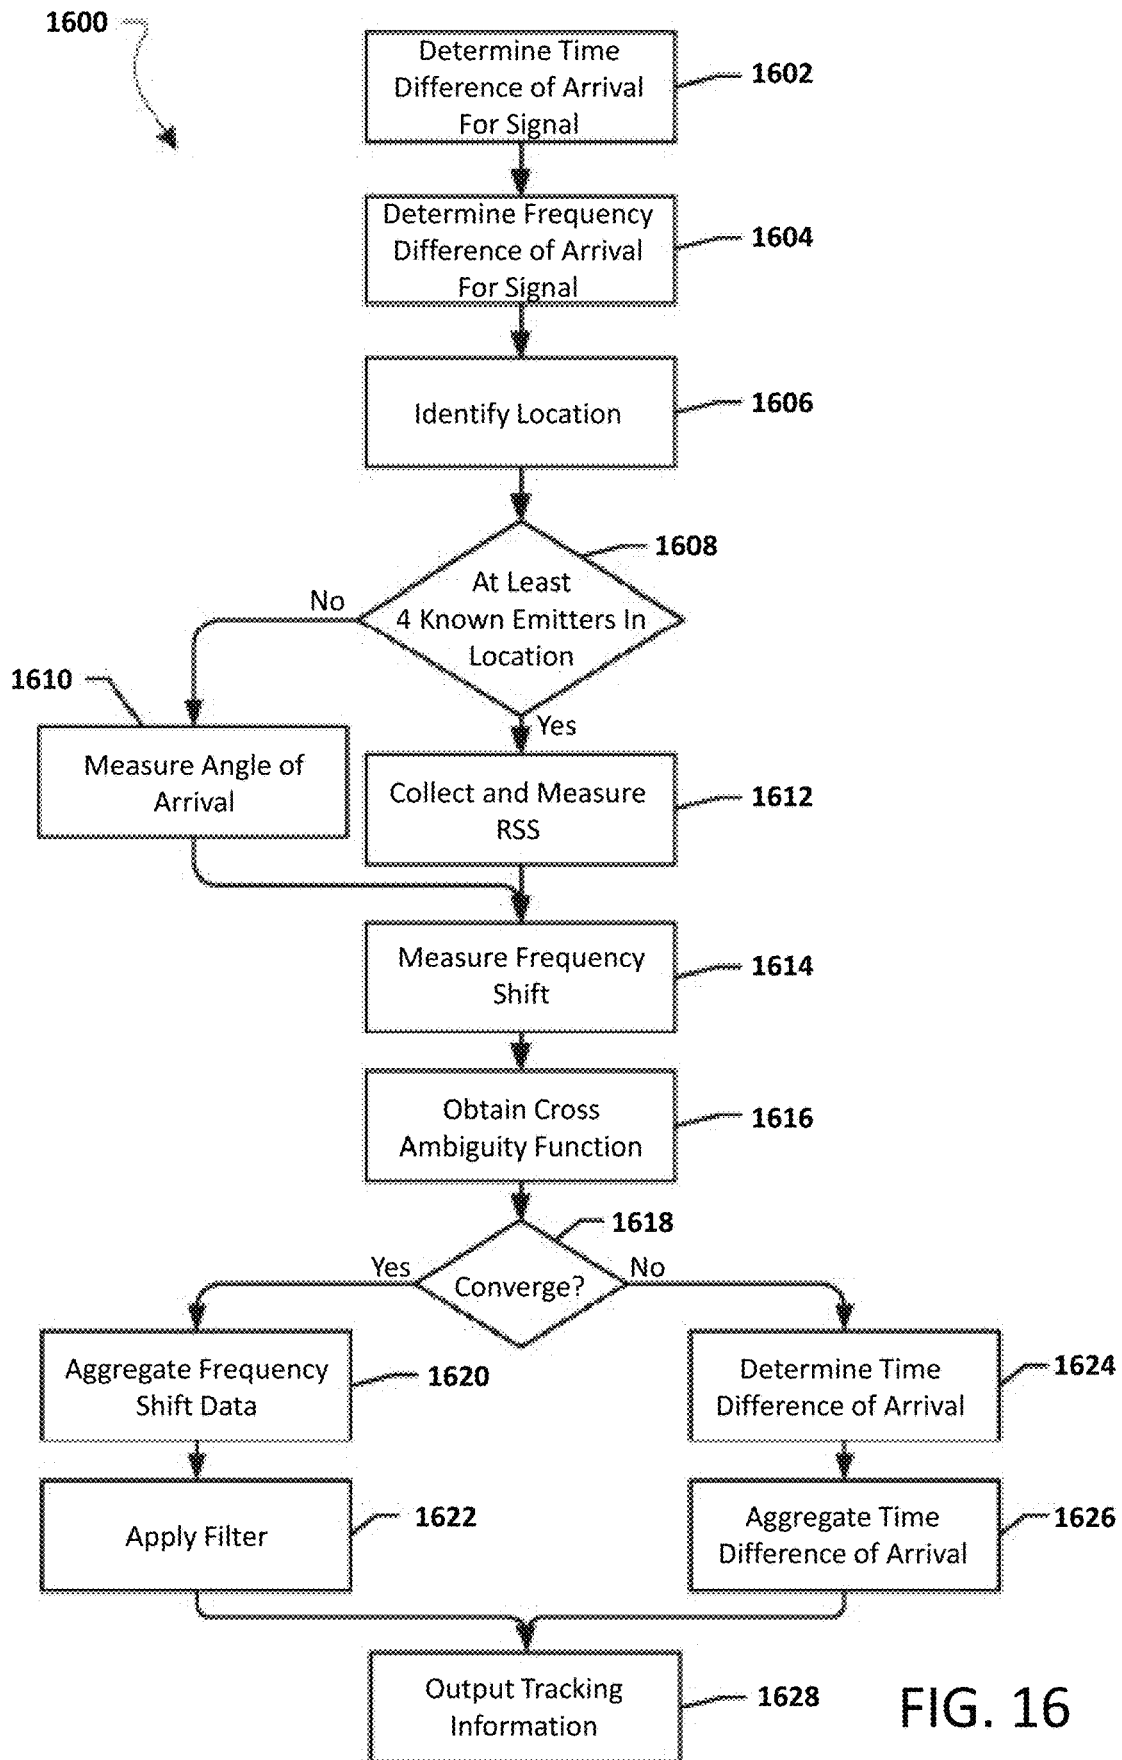 1600
Determine Time
Difference of Arrival
For Signal
1602
Determine Frequency
Difference of Arrival
For Signal
1604
Identify Location
1606
At Least
4 Known Emitters In
Location
1608
No
Yes
1610
Measure Angle of
Arrival
Collect and Measure
RSS
1612
Measure Frequency
Shift
1614
Obtain Cross
Ambiguity Function
1616
Converge?
1618
Yes
No
Aggregate Frequency
Shift Data
1620
Determine Time
Difference of Arrival
1624
Apply Filter
1622
Aggregate Time
Difference of Arrival
1626
Output Tracking
Information
1628
FIG. 16